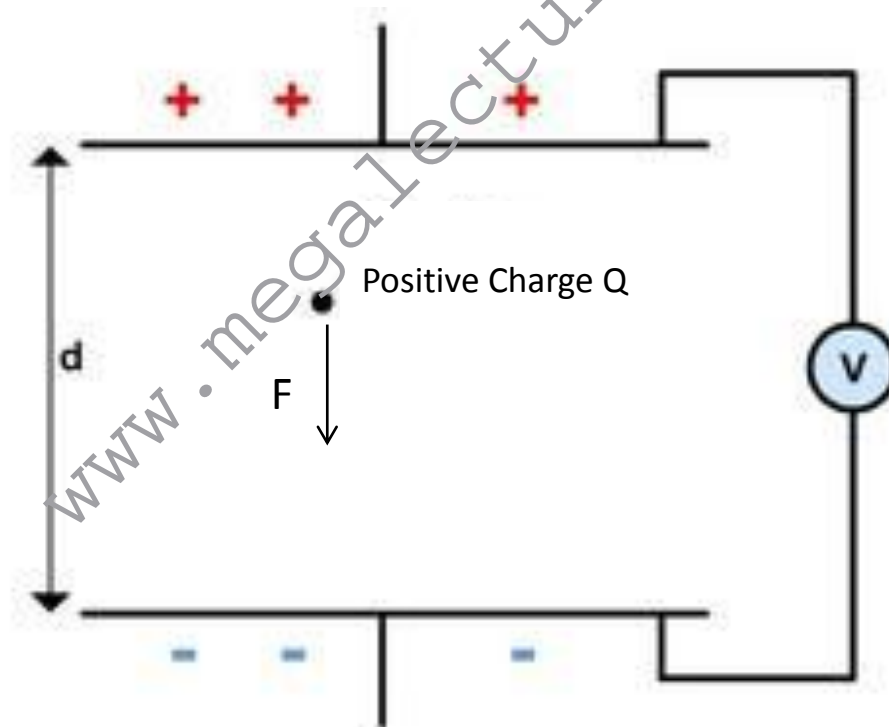 + + +
Positive Charge Q
d
F
V
- - -
www.megalectu